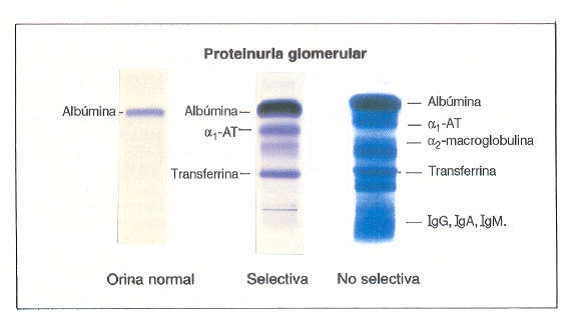 Proteinuria glomerular
Albúmina
Albúmina
α₁-AT
Transferrina
Albúmina
α₁-AT
α₂-macroglobulina
Transferrina
IgG, IgA, IgM.
Orina normal
Selectiva
No selectiva